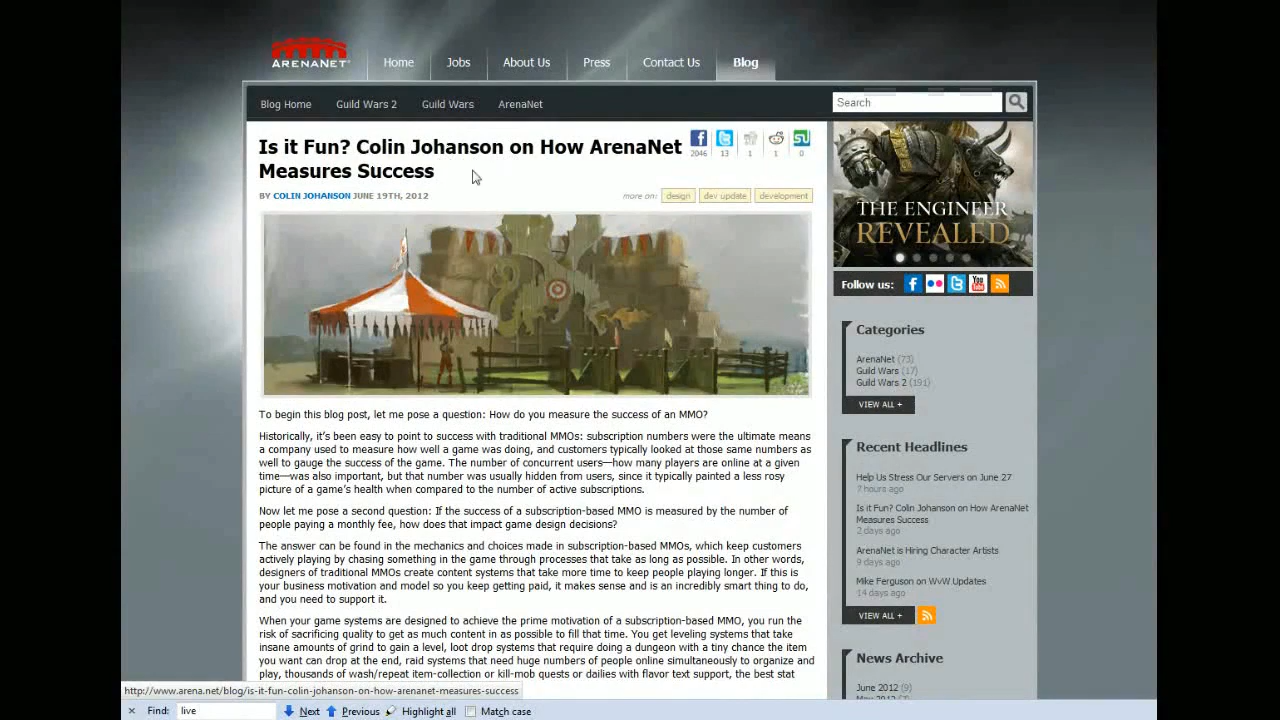 ARENANET
Home
Jobs
About Us
Press
Contact Us
Blog
Blog Home
Guild Wars 2
Guild Wars
ArenaNet
Search
Is it Fun? Colin Johanson on How ArenaNet
Measures Success
2046
13
1
1
0
BY COLIN JOHANSON JUNE 19TH, 2012
more on: design dev update development
To begin this blog post, let me pose a question: How do you measure the success of an MMO?
Historically, it's been easy to point to success with traditional MMOs: subscription numbers were the ultimate means
a company used to measure how well a game was doing, and customers typically looked at those same numbers as
well to gauge the success of the game. The number of concurrent users—how many players are online at a given
time—was also important, but that number was usually hidden from users, since it typically painted a less rosy
picture of a game's health when compared to the number of active subscriptions.
Now let me pose a second question: If the success of a subscription-based MMO is measured by the number of
people paying a monthly fee, how does that impact game design decisions?
The answer can be found in the mechanics and choices made in subscription-based MMOs, which keep customers
actively playing by chasing something in the game through processes that take as long as possible. In other words,
designers of traditional MMOs create content systems that take more time to keep people playing longer. If this is
your business motivation and model so you keep getting paid, it makes sense and is an incredibly smart thing to do,
and you need to support it.
When your game systems are designed to achieve the prime motivation of a subscription-based MMO, you run the
risk of sacrificing quality to get as much content in as possible to fill that time. You get leveling systems that take
insane amounts of grind to gain a level, loot drop systems that require doing a dungeon with a tiny chance the item
you want can drop at the end, raid systems that need huge numbers of people online simultaneously to organize and
play, thousands of wash/repeat item-collection or kill-mob quests or dailies with flavor text support, the best stat
THE ENGINEER
REVEALED
Follow us:
You
Tube
Categories
ArenaNet (73)
Guild Wars (17)
Guild Wars 2 (191)
VIEW ALL +
Recent Headlines
Help Us Stress Our Servers on June 27
7 hours ago
Is it Fun? Colin Johanson on How ArenaNet
Measures Success
2 days ago
ArenaNet is Hiring Character Artists
9 days ago
Mike Ferguson on WvW Updates
14 days ago
VIEW ALL +
News Archive
June 2012 (9)
http://www.arena.net/blog/is-it-fun-colin-johanson-on-how-arenanet-measures-success
Find: live Next Previous Highlight all Match case